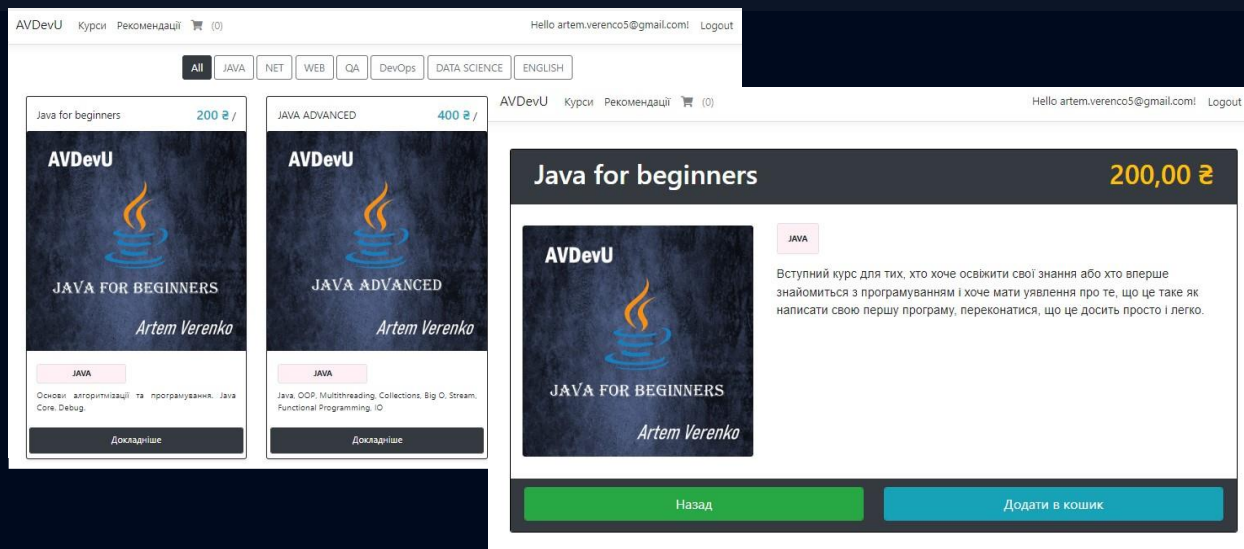 AVDevU Курси Рекомендації (0) Hello artem.verenco5@gmail.com! Logout
All JAVA NET WEB QA DevOps DATA SCIENCE ENGLISH
Java for beginners 200 ₴ /
AVDevU
JAVA FOR BEGINNERS
Artem Verenko
JAVA
Основи алгоритмізації та програмування. Java
Core. Debug.
Докладніше
JAVA ADVANCED 400 ₴ /
AVDevU
JAVA ADVANCED
Artem Verenko
JAVA
Java, OOP, Multithreading, Collections, Big O, Stream,
Functional Programming, IO
Докладніше
AVDevU Курси Рекомендації (0) Hello artem.verenco5@gmail.com! Logout
Java for beginners 200,00 ₴
AVDevU
JAVA FOR BEGINNERS
Artem Verenko
JAVA
Вступний курс для тих, хто хоче освіжити свої знання або хто вперше
знайомиться з програмуванням і хоче мати уявлення про те, що це таке як
написати свою першу програму, переконатися, що це досить просто і легко.
Назад Додати в кошик